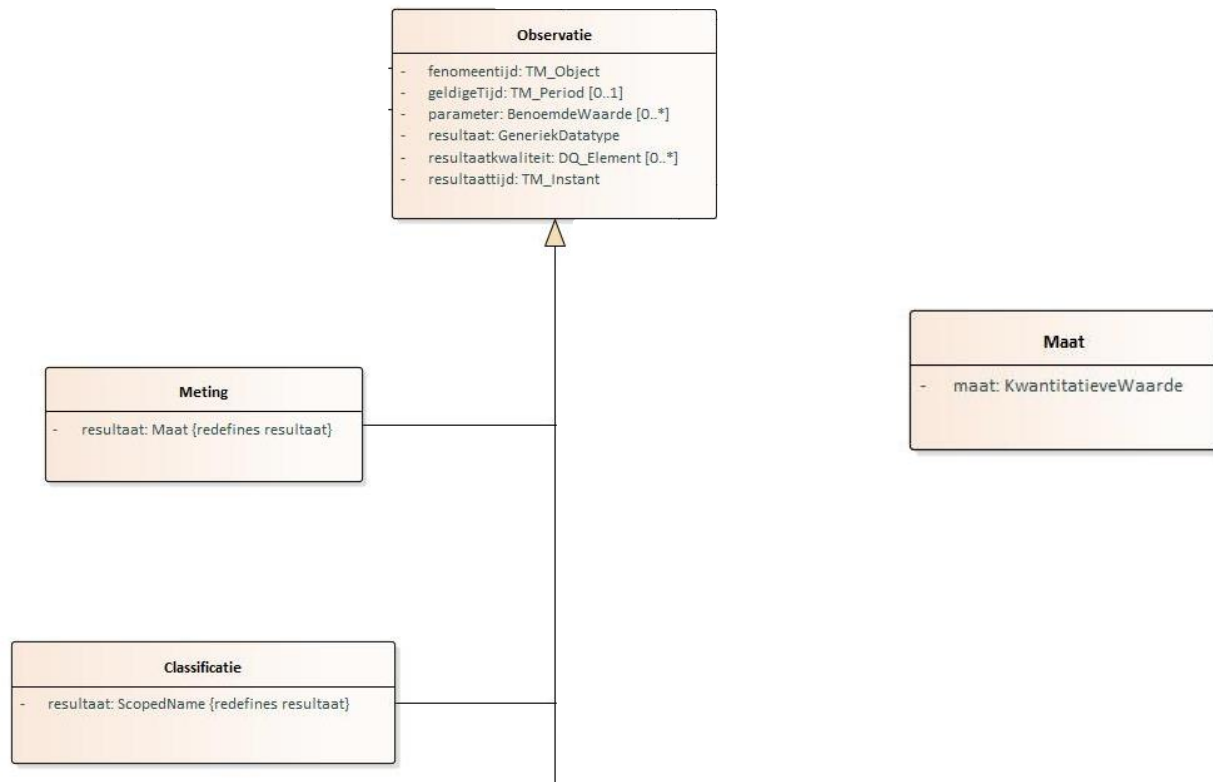 Observatie
- fenomeentijd: TM_Object
- geldigeTijd: TM_Period [0..1]
- parameter: BenoemdeWaarde [0..*]
- resultaat: GeneriekDatatype
- resultaatkwaliteit: DQ_Element [0..*]
- resultaattijd: TM_Instant
Maat
- maat: KwantitatieveWaarde
Meting
- resultaat: Maat {redefines resultaat}
Classificatie
- resultaat: ScopedName {redefines resultaat}